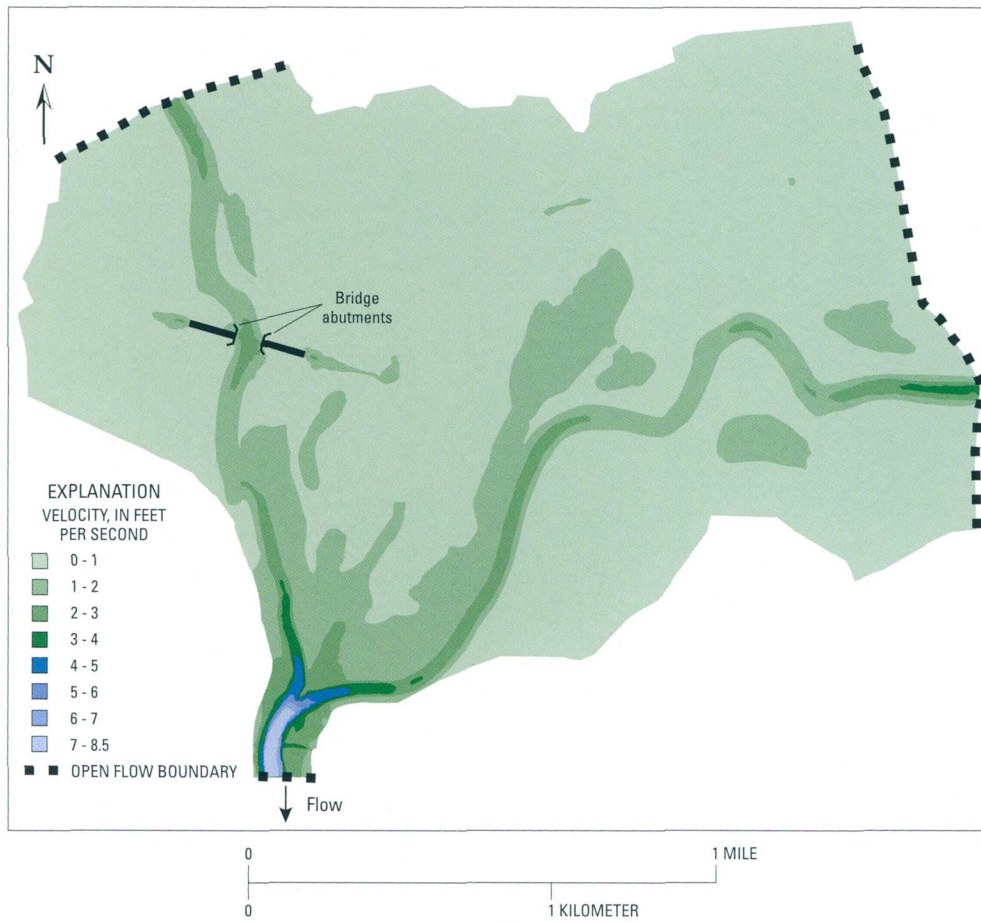 N
Bridge
abutments
EXPLANATION
VELOCITY, IN FEET
PER SECOND
0 - 1
1 - 2
2 - 3
3 - 4
4 - 5
5 - 6
6 - 7
7 - 8.5
OPEN FLOW BOUNDARY
Flow
0 1 MILE
0 1 KILOMETER